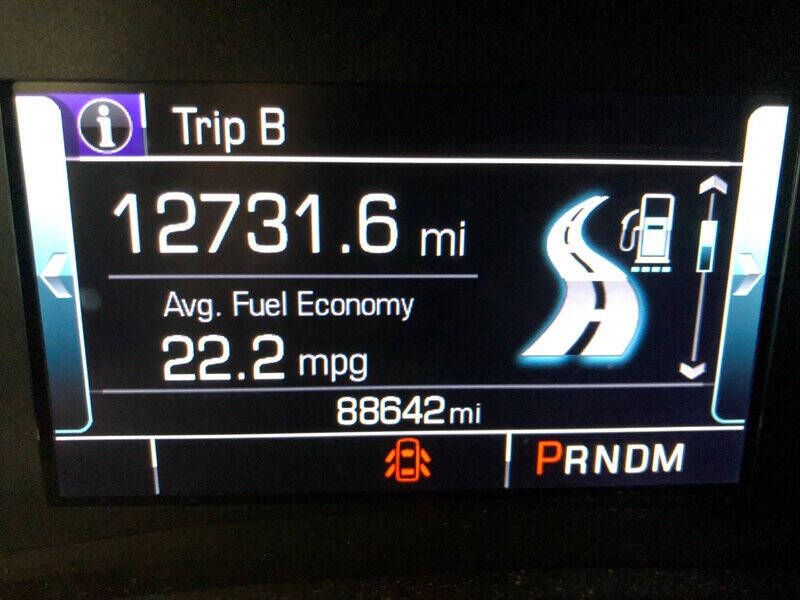 i Trip B
12731.6 mi
Avg. Fuel Economy
22.2 mpg
88642 mi
PRNDM